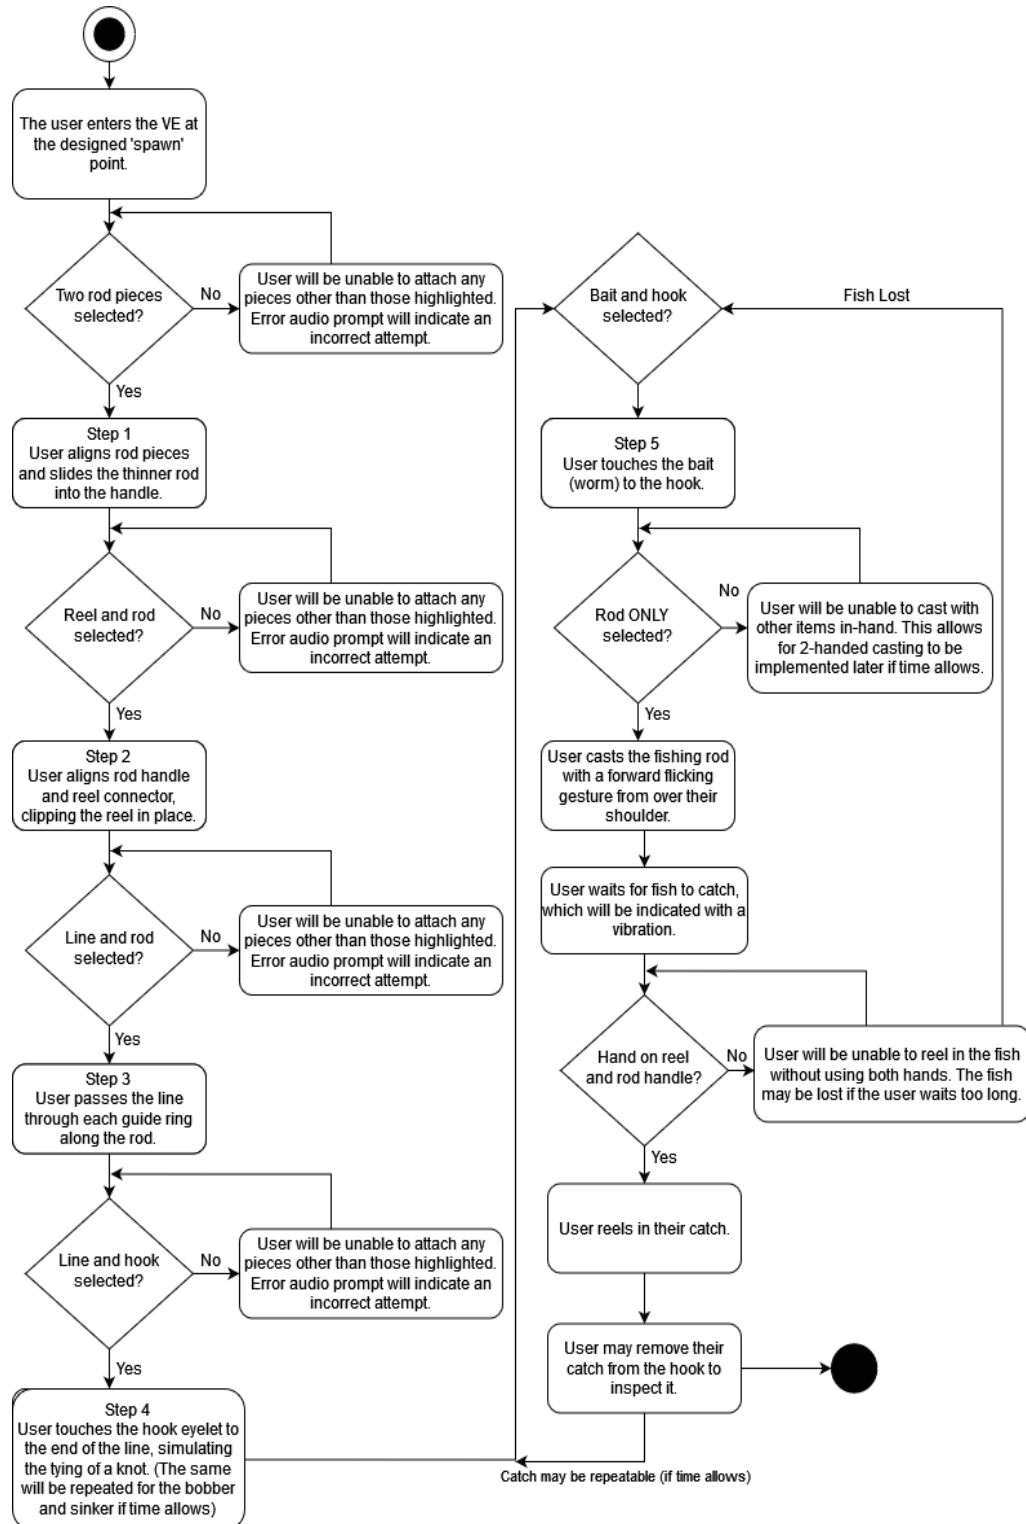 The user enters the VE at
the designed 'spawn'
point.
Two rod pieces
selected?
No
User will be unable to attach any
pieces other than those highlighted.
Error audio prompt will indicate an
incorrect attempt.
Yes
Step 1
User aligns rod pieces
and slides the thinner rod
into the handle.
Reel and rod
selected?
No
User will be unable to attach any
pieces other than those highlighted.
Error audio prompt will indicate an
incorrect attempt.
Yes
Step 2
User aligns rod handle
and reel connector,
clipping the reel in place.
Line and rod
selected?
No
User will be unable to attach any
pieces other than those highlighted.
Error audio prompt will indicate an
incorrect attempt.
Yes
Step 3
User passes the line
through each guide ring
along the rod.
Line and hook
selected?
No
User will be unable to attach any
pieces other than those highlighted.
Error audio prompt will indicate an
incorrect attempt.
Yes
Step 4
User touches the hook eyelet to
the end of the line, simulating
the tying of a knot. (The same
will be repeated for the bobber
and sinker if time allows)
Bait and hook
selected?
Fish Lost
Step 5
User touches the bait
(worm) to the hook.
Rod ONLY
selected?
No
User will be unable to cast with
other items in-hand. This allows
for 2-handed casting to be
implemented later if time allows.
Yes
User casts the fishing rod
with a forward flicking
gesture from over their
shoulder.
User waits for fish to catch,
which will be indicated with a
vibration.
Hand on reel
and rod handle?
No
User will be unable to reel in the fish
without using both hands. The fish
may be lost if the user waits too long.
Yes
User reels in their catch.
User may remove their
catch from the hook to
inspect it.
Catch may be repeatable (if time allows)